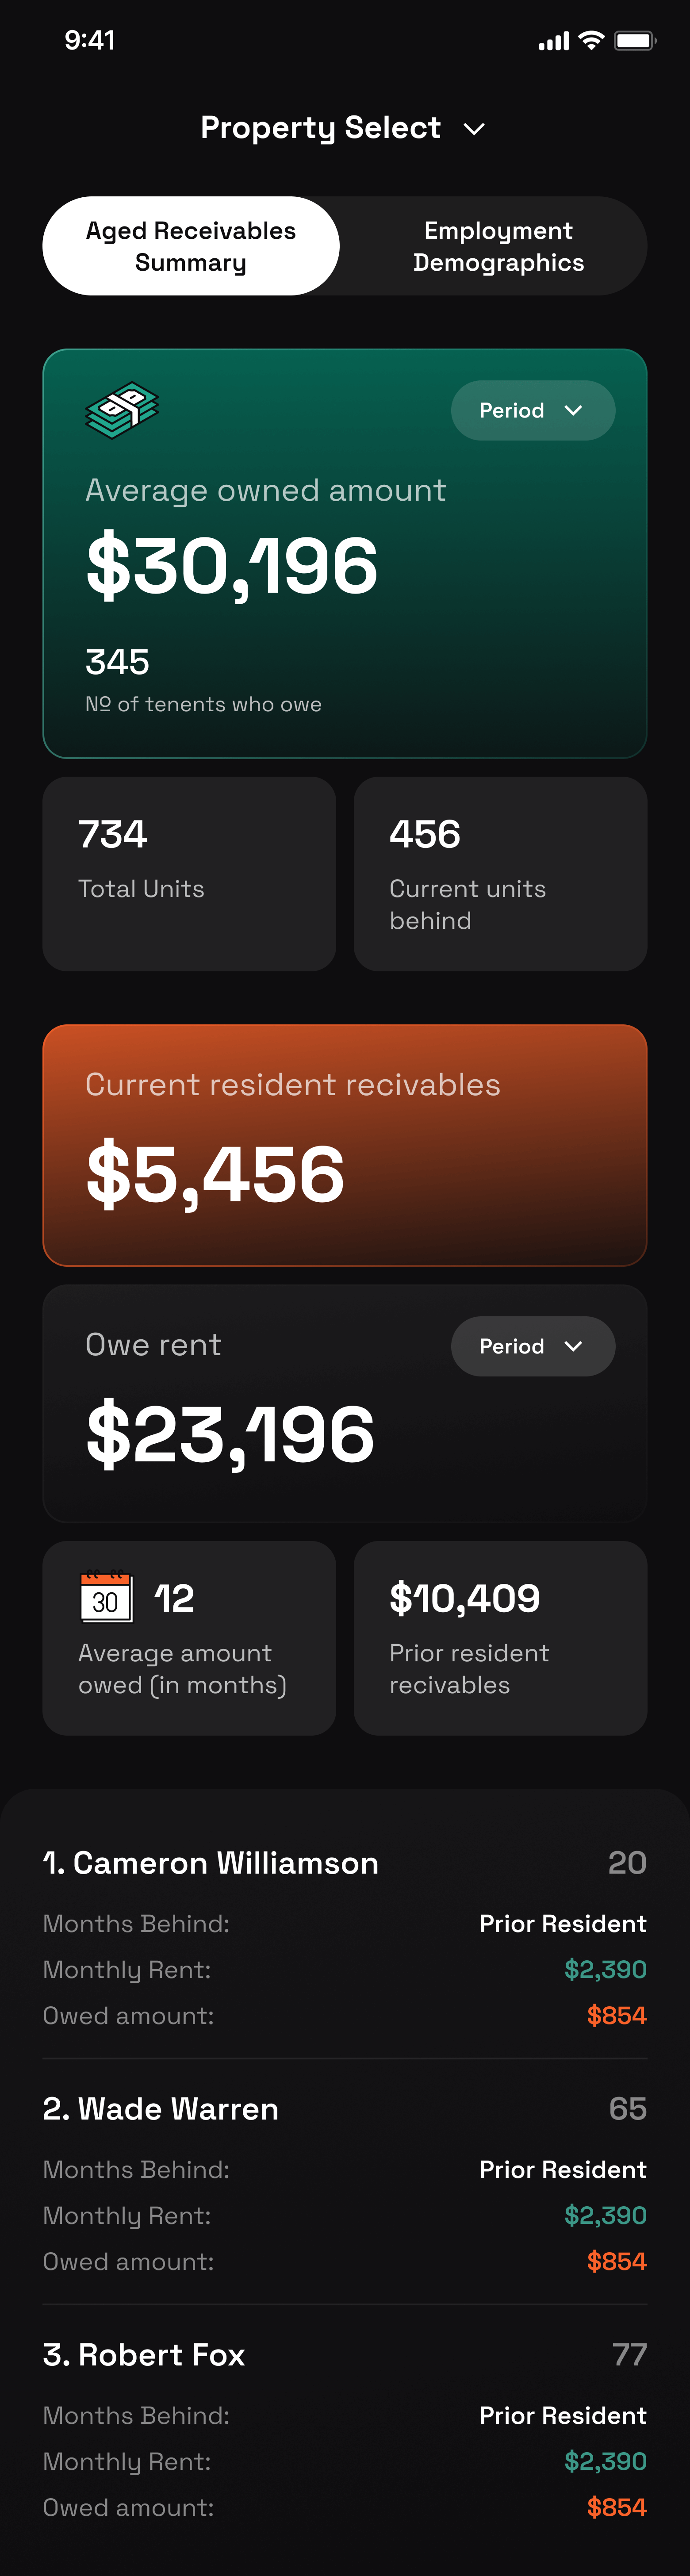 9:41
Property Select
Aged Receivables
Summary
Employment
Demographics
Period
Average owned amount
$30,196
345
Nº of tenents who owe
734
Total Units
456
Current units
behind
Current resident recivables
$5,456
Owe rent
Period
$23,196
30
12
Average amount
owed (in months)
$10,409
Prior resident
recivables
1. Cameron Williamson 20
Months Behind: Prior Resident
Monthly Rent: $2,390
Owed amount: $854
2. Wade Warren 65
Months Behind: Prior Resident
Monthly Rent: $2,390
Owed amount: $854
3. Robert Fox 77
Months Behind: Prior Resident
Monthly Rent: $2,390
Owed amount: $854